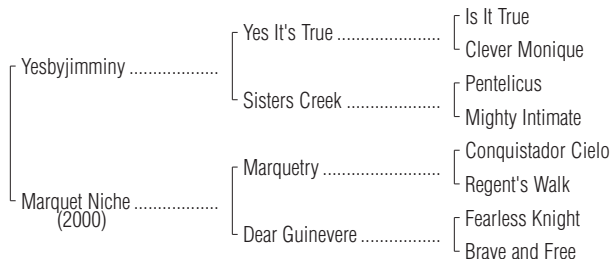 Is It True
Yes It's True ..................
Clever Monique
Yesbyjimminy ..................
Pentelicus
Sisters Creek ..................
Mighty Intimate
Conquistador Cielo
Marquetry ..................
Regent's Walk
Marquet Niche ..................
(2000)
Fearless Knight
Dear Guinevere ..................
Brave and Free